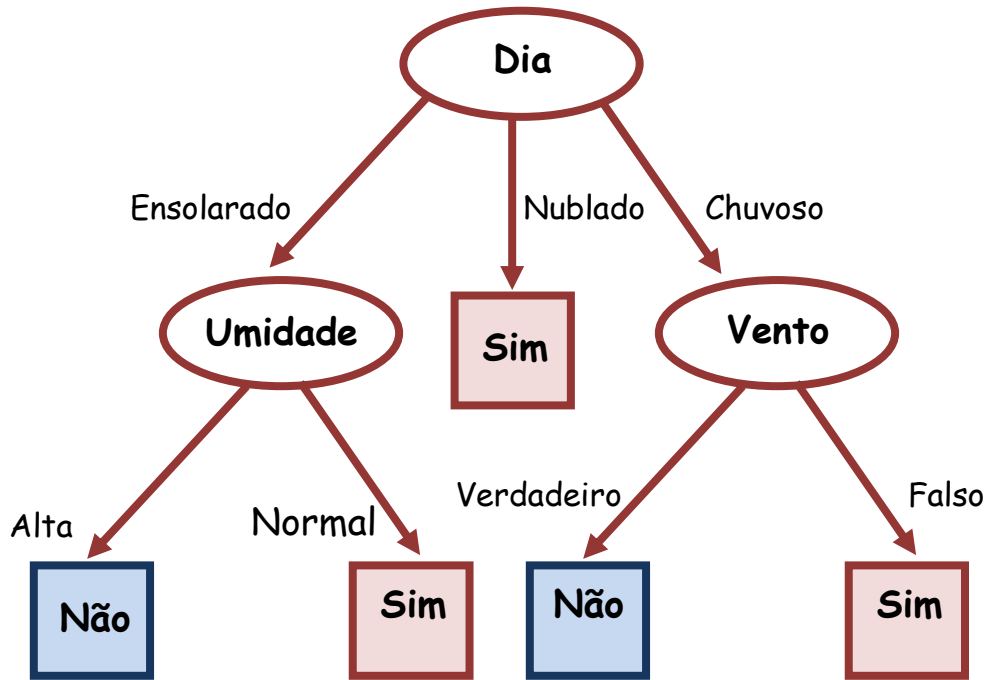 Dia
Ensolarado
Nublado
Chuvoso
Umidade
Sim
Vento
Alta
Normal
Verdadeiro
Falso
Não
Sim
Não
Sim